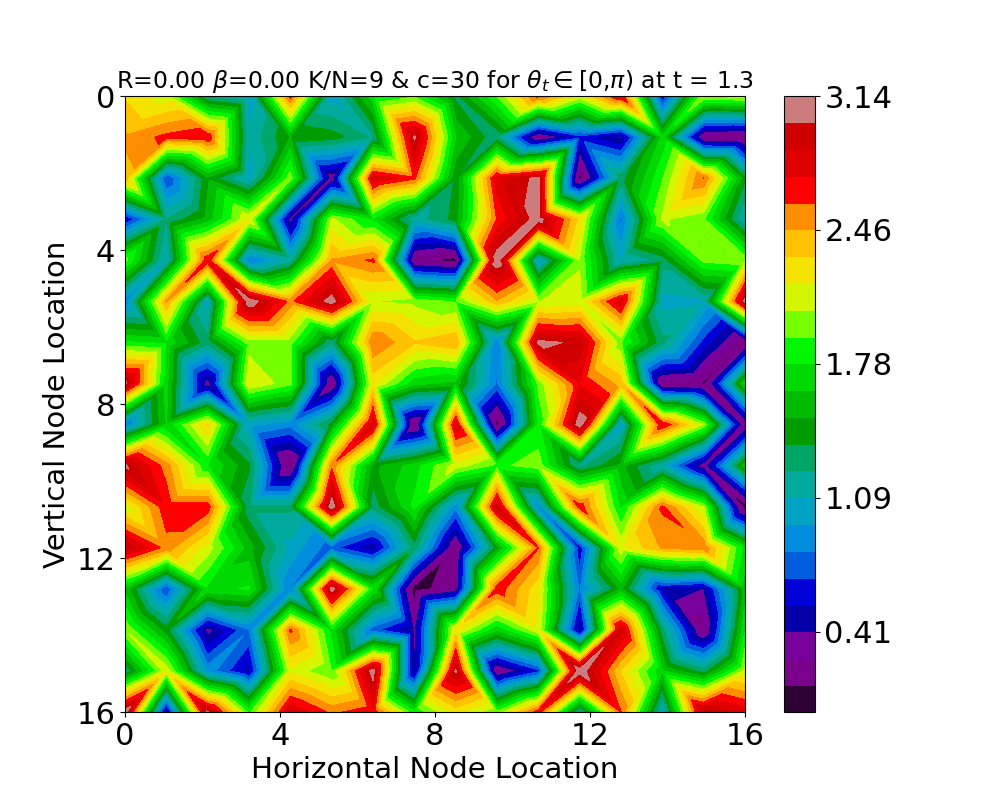 R=0.00 β=0.00 K/N=9 & c=30 for θ_t ∈ [0,π) at t = 1.3
0
4
8
12
16
Vertical Node Location
0 4 8 12 16
Horizontal Node Location
3.14
2.46
1.78
1.09
0.41